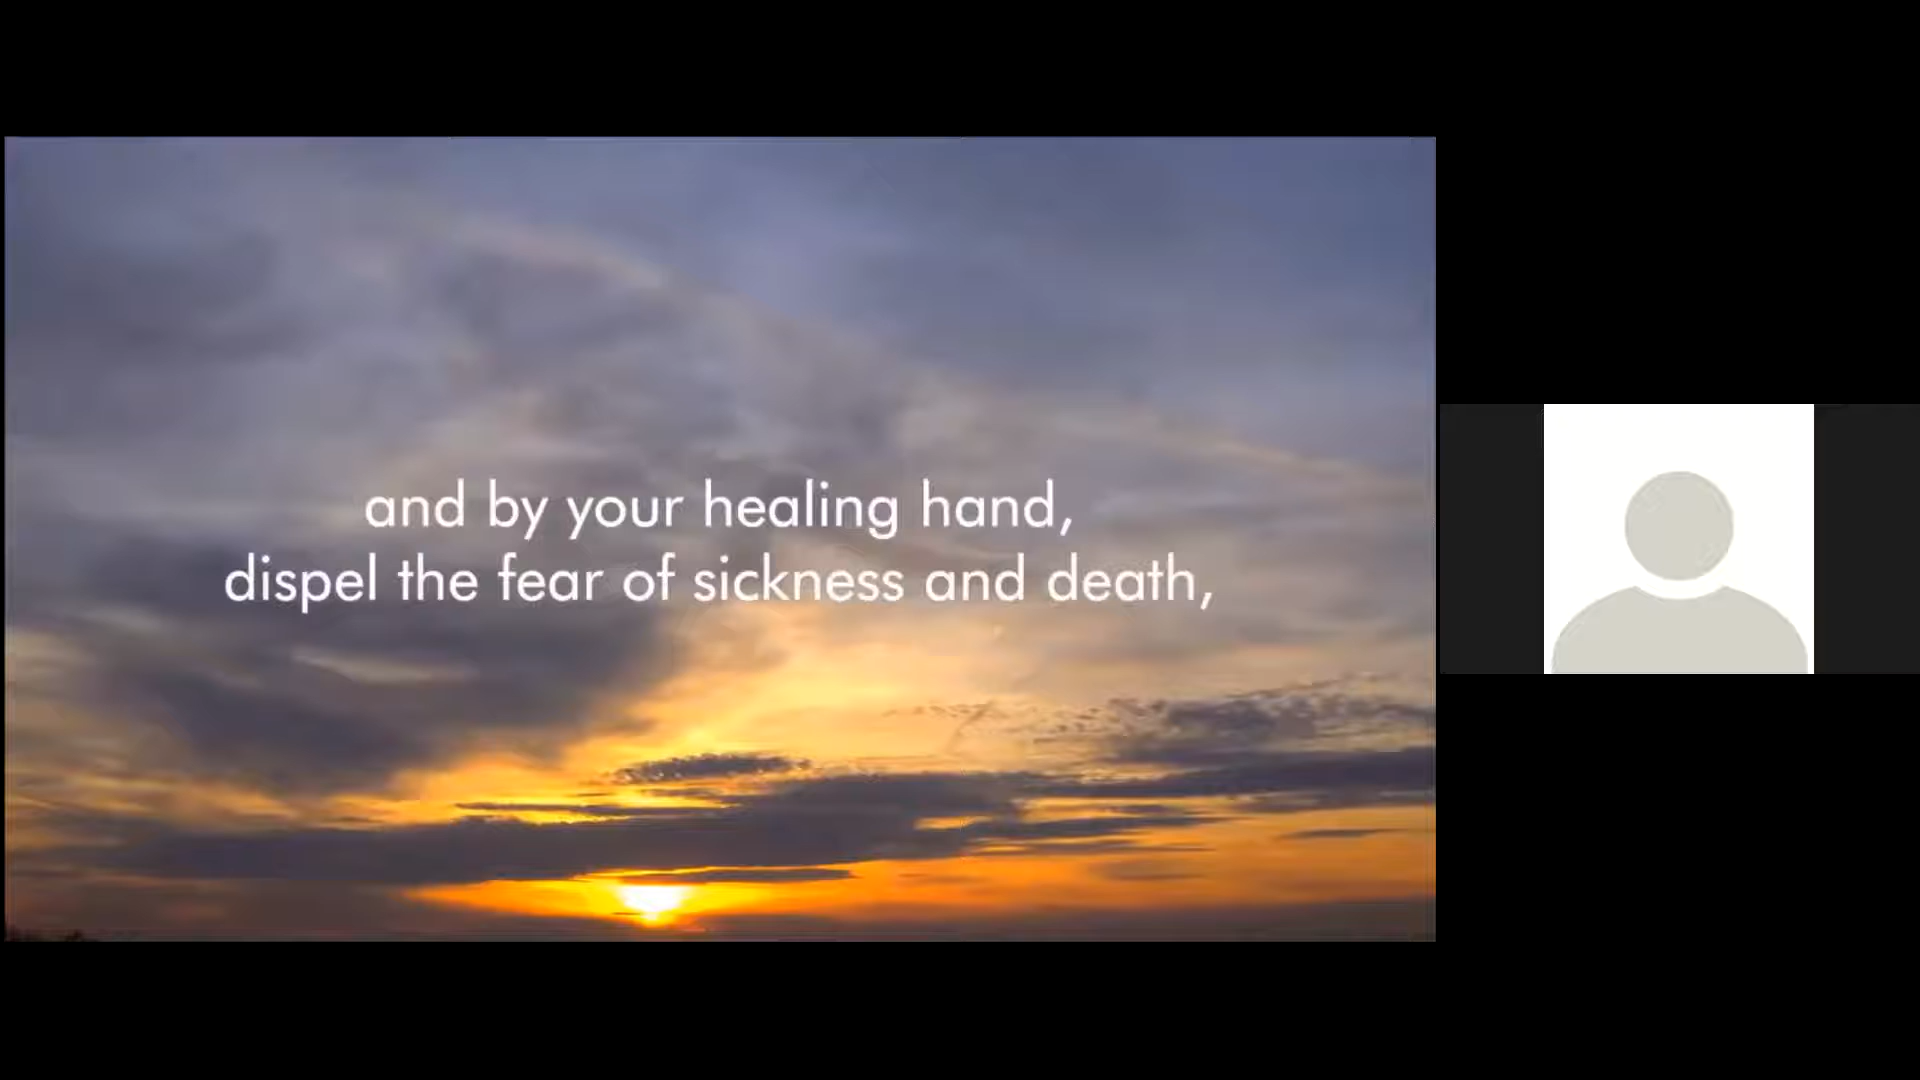 and by your healing hand,
dispel the fear of sickness and death,